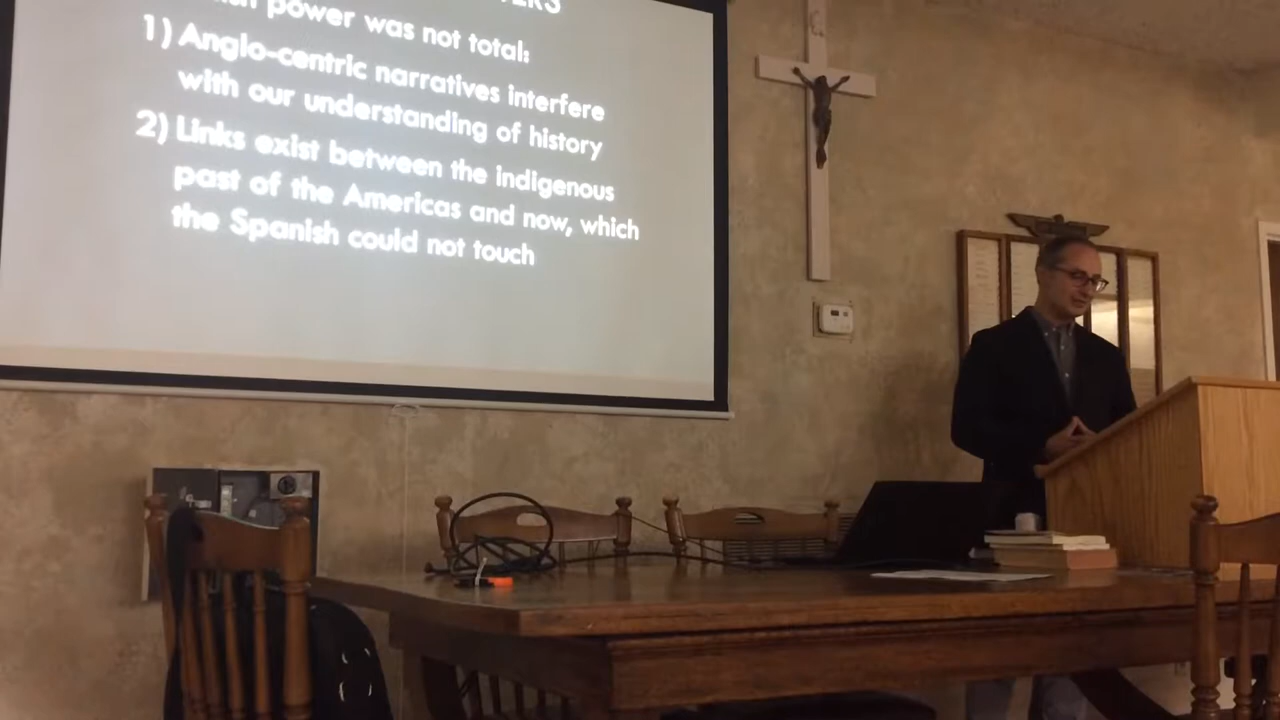 power was not total:
1) Anglo-centric narratives interfere
with our understanding of history
2) Links exist between the indigenous
past of the Americas and now, which
the Spanish could not touch